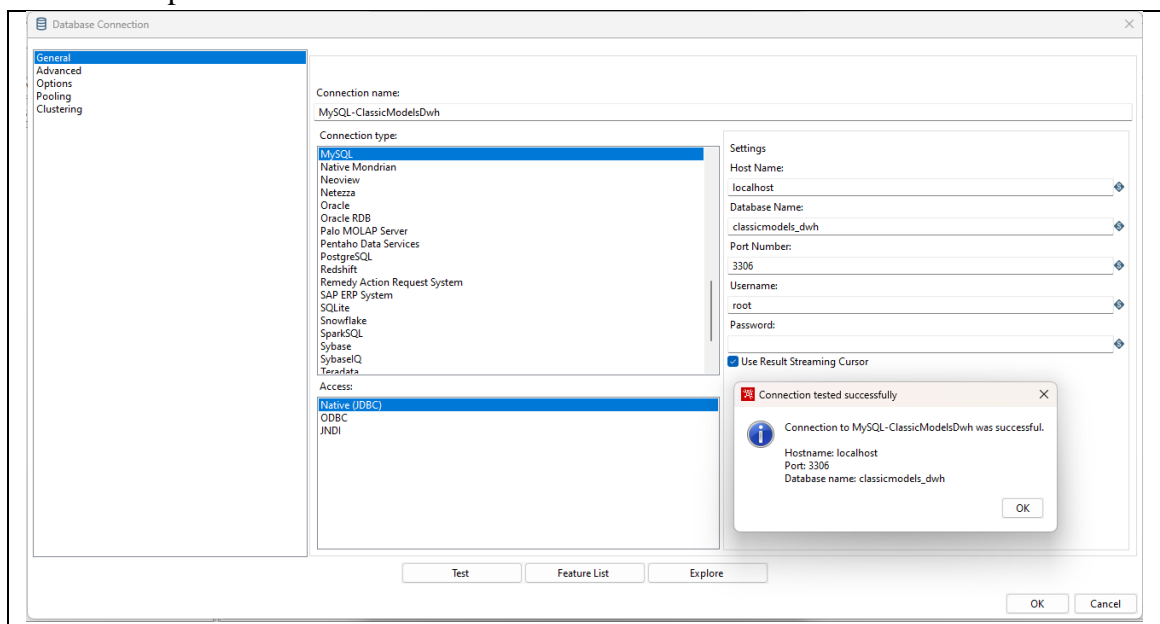 Database Connection
General
Advanced
Options
Pooling
Clustering
Connection name:
MySQL-ClassicModelsDwh
Connection type:
MySQL
Native Mondrian
Neoview
Netezza
Oracle
Oracle RDB
Palo MOLAP Server
Pentaho Data Services
PostgreSQL
Redshift
Remedy Action Request System
SAP ERP System
SQLite
Snowflake
SparkSQL
Sybase
SybaseIQ
Teradata
Access:
Native (JDBC)
ODBC
JNDI
Settings
Host Name:
localhost
Database Name:
classicmodels_dwh
Port Number:
3306
Username:
root
Password:
Use Result Streaming Cursor
Connection tested successfully
Connection to MySQL-ClassicModelsDwh was successful.
Hostname: localhost
Port: 3306
Database name: classicmodels_dwh
OK
Test
Feature List
Explore
OK
Cancel